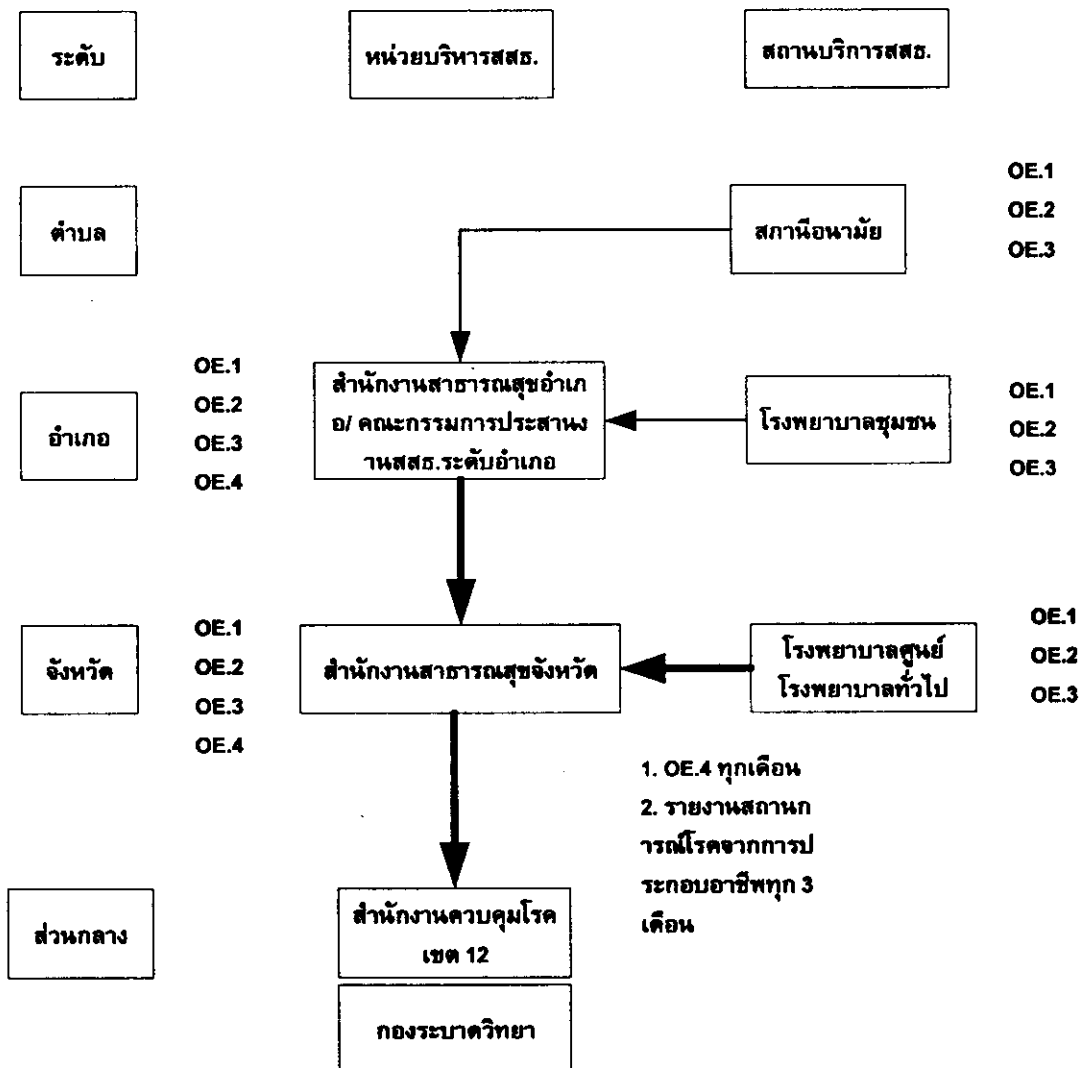 ระดับ
หน่วยบริหารสสธ.
สถานบริการสสธ.
ตำบล
สภานีอนามัย
OE.1
OE.2
OE.3
อำเภอ
OE.1
OE.2
OE.3
OE.4
สำนักงานสาธารณสุขอำเภ
อ/ คณะกรรมการประสานง
านสสธ.ระดับอำเภอ
โรงพยาบาลชุมชน
OE.1
OE.2
OE.3
จังหวัด
OE.1
OE.2
OE.3
OE.4
สำนักงานสาธารณสุขจังหวัด
โรงพยาบาลศูนย์
โรงพยาบาลทั่วไป
OE.1
OE.2
OE.3
1. OE.4 ทุกเดือน
2. รายงานสถานก
ารณ์โรคจากการป
ระกอบอาชีพทุก 3
เดือน
ส่วนกลาง
สำนักงานควบคุมโรค
เขต 12
กองระบาดวิทยา